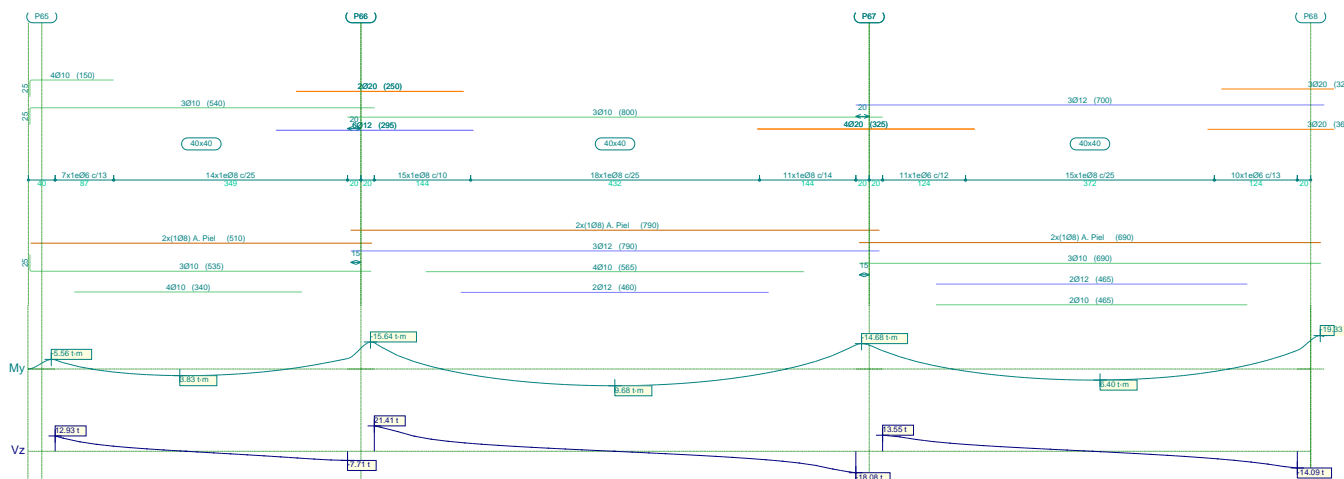 P65 P66 P67 P68
4Ø10 (150)
25
2Ø20 (250)
3Ø20 (32
3Ø10 (540)
20
3Ø12 (700)
25
3Ø10 (800)
20
6Ø12 (295)
4Ø20 (325)
3Ø20 (36
40x40 40x40 40x40
7x1eØ6 c/13 14x1eØ8 c/25 15x1eØ8 c/10 18x1eØ8 c/25 11x1eØ8 c/14 11x1eØ6 c/12 15x1eØ8 c/25 10x1eØ6 c/13
40 87 349 20 20 144 432 144 20 20 124 372 124 20
2x(1Ø8) A. Piel (790)
2x(1Ø8) A. Piel (510)
2x(1Ø8) A. Piel (690)
3Ø12 (790)
15
25
3Ø10 (535)
4Ø10 (565)
15
3Ø10 (690)
4Ø10 (340)
2Ø12 (460)
2Ø12 (465)
2Ø10 (465)
-5.56 t·m
-15.64 t·m
-14.68 t·m
-19.33
My
3.83 t·m
9.68 t·m
6.40 t·m
12.93 t
21.41 t
13.55 t
Vz
-7.71 t
-18.08 t
-14.09 t